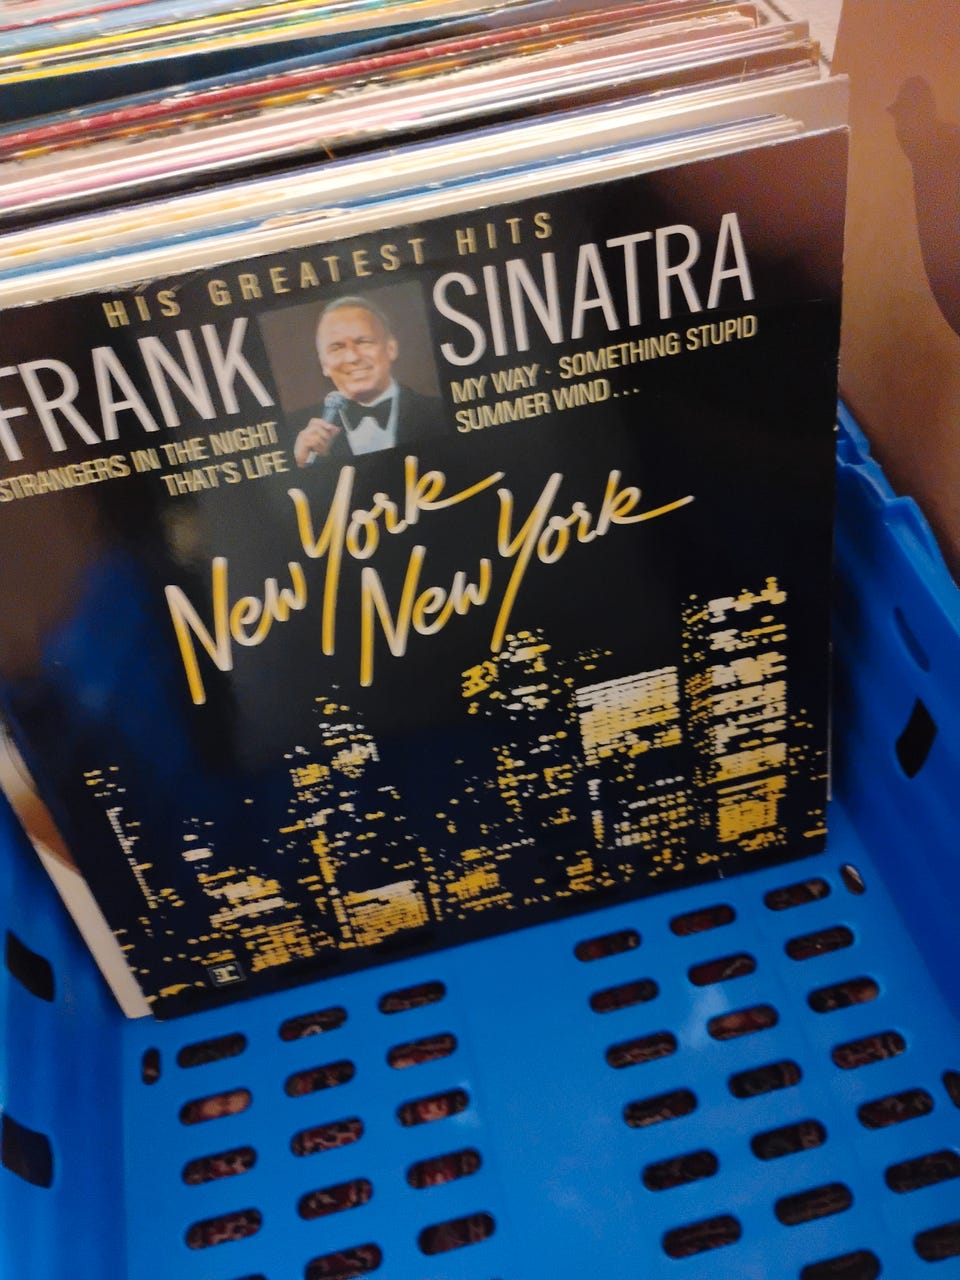 HIS GREATEST HITS
FRANK SINATRA
STRANGERS IN THE NIGHT
THAT'S LIFE
MY WAY · SOMETHING STUPID
SUMMER WIND...
New York
New York